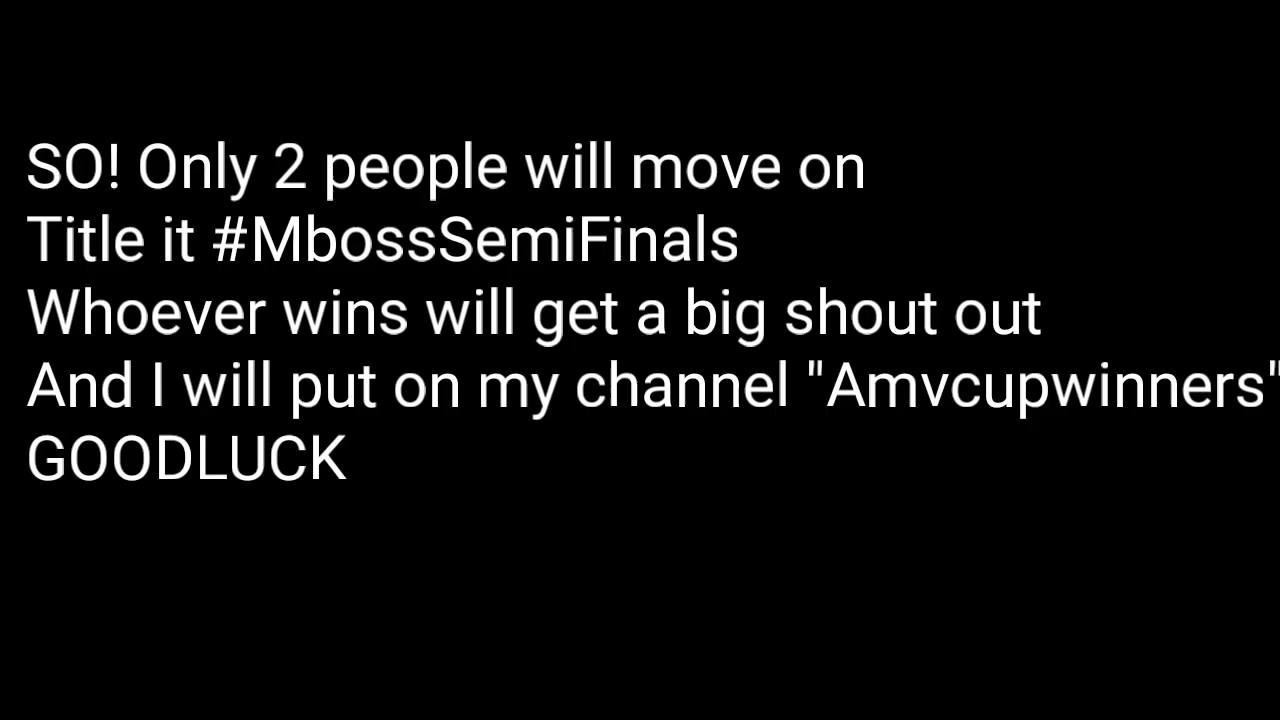 SO! Only 2 people will move on
Title it #MbossSemiFinals
Whoever wins will get a big shout out
And I will put on my channel "Amvcupwinners"
GOODLUCK